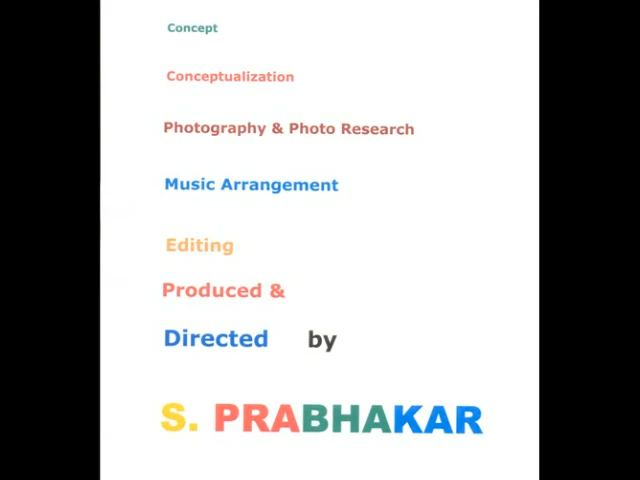 Concept
Conceptualization
Photography & Photo Research
Music Arrangement
Editing
Produced &
Directed by
S. PRABHAKAR